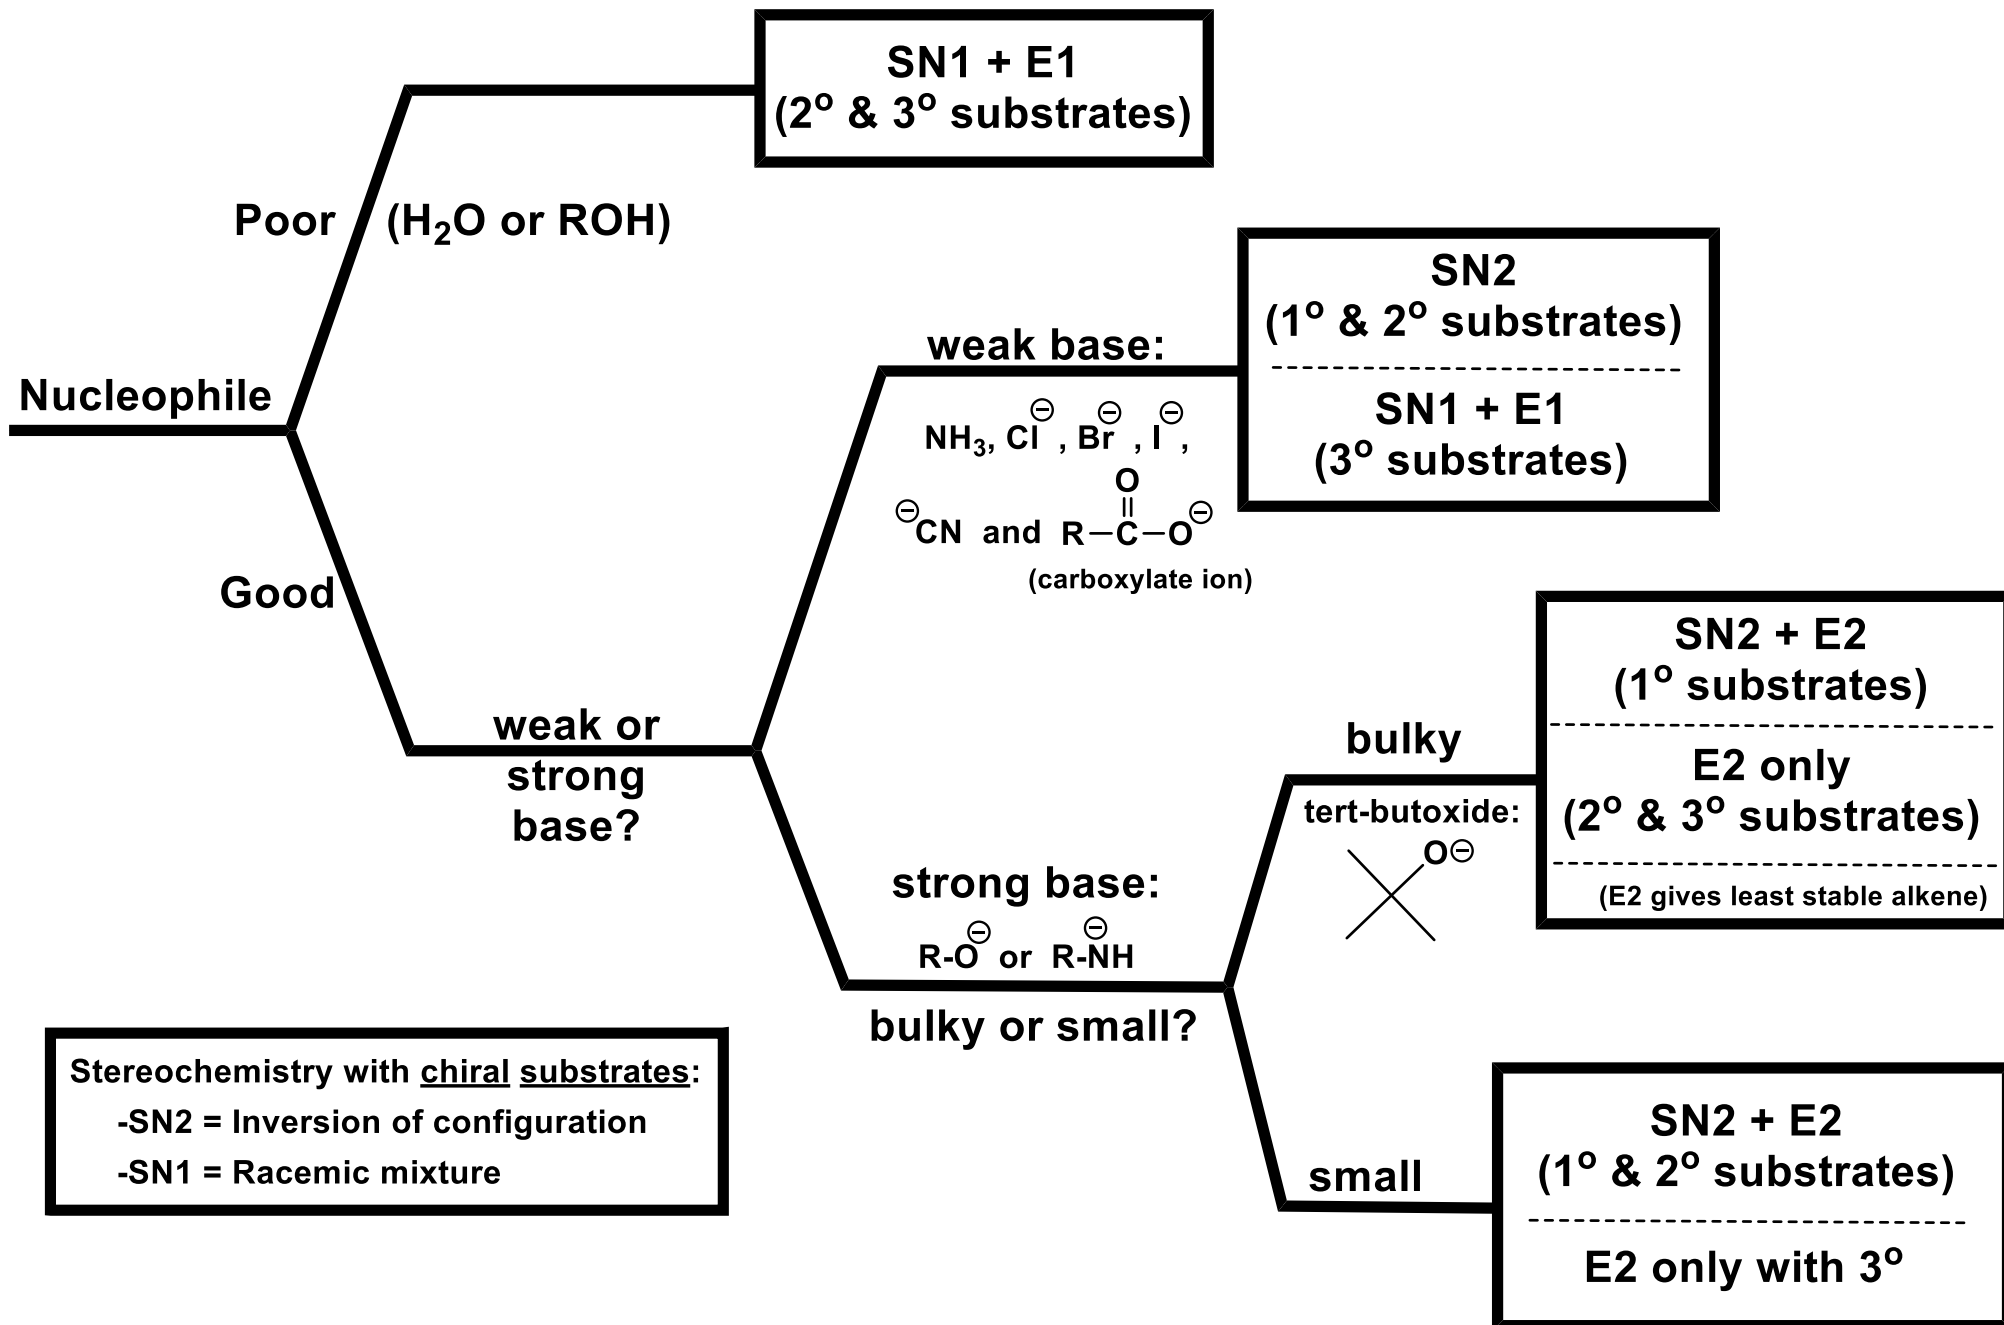 SN1 + E1
(2º & 3º substrates)
Poor (H₂O or ROH)
Nucleophile
Good
weak or
strong
base?
weak base:
NH₃, Cl⊖, Br⊖, I⊖,
⊖CN and R–C–O⊖
O
(carboxylate ion)
SN2
(1º & 2º substrates)
SN1 + E1
(3º substrates)
strong base:
R-O⊖ or R-N⊖H
bulky or small?
bulky
tert-butoxide:
O⊖
SN2 + E2
(1º substrates)
E2 only
(2º & 3º substrates)
(E2 gives least stable alkene)
small
SN2 + E2
(1º & 2º substrates)
E2 only with 3º
Stereochemistry with chiral substrates:
-SN2 = Inversion of configuration
-SN1 = Racemic mixture